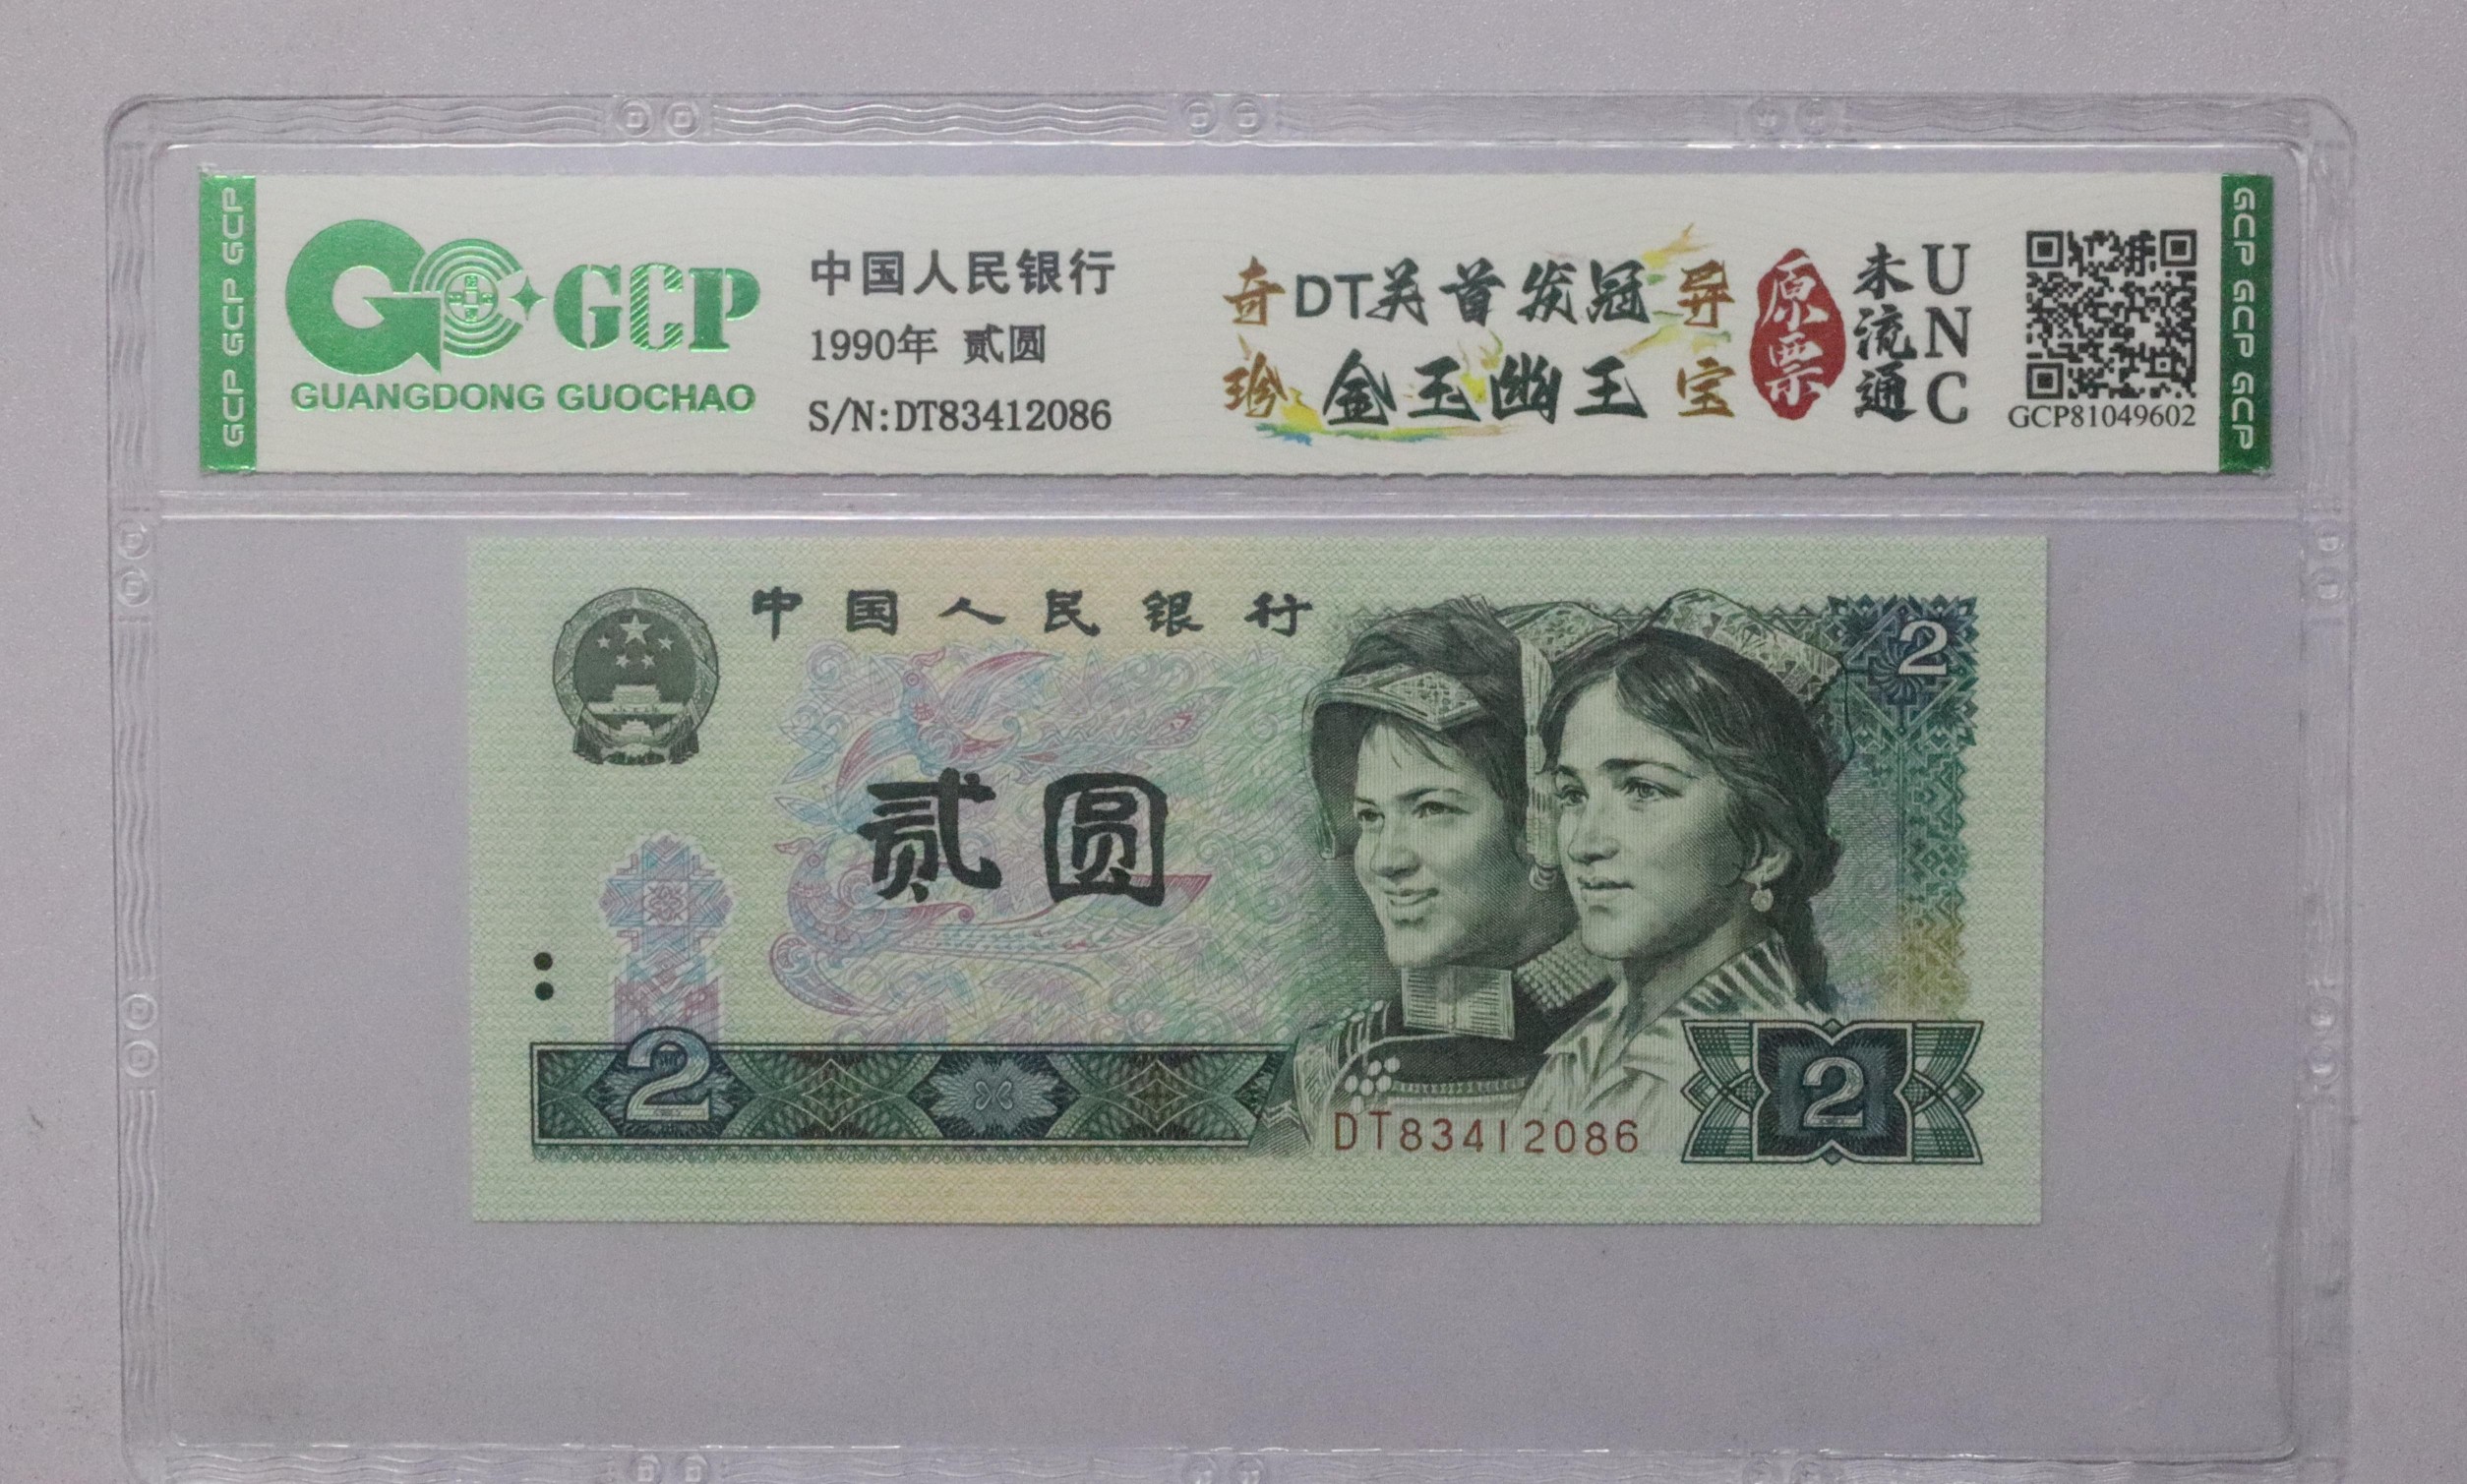 GCP GCP GCP
GCP
GUANGDONG GUOCHAO
中国人民银行
1990年 贰圆
S/N:DT83412086
奇 DT关首发冠 异
珍 金玉幽王 宝
原票
未流通
UNC
GCP81049602
GCP GCP GCP GCP
中国人民银行
2
贰圆
2
DT83412086
2